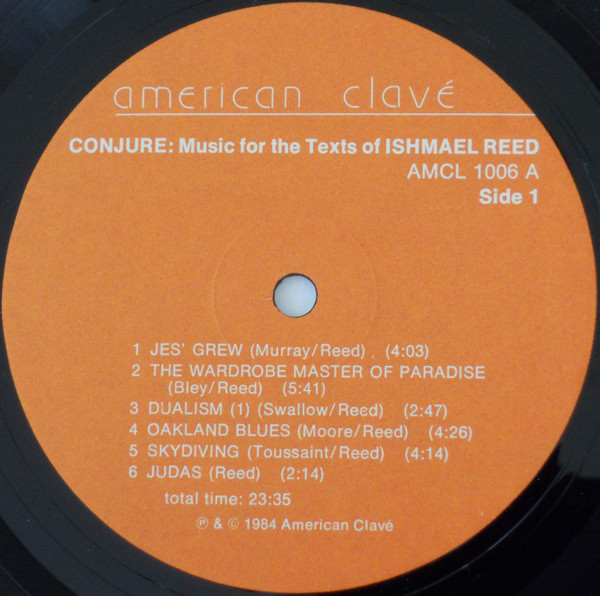 american clavé
CONJURE: Music for the Texts of ISHMAEL REED
AMCL 1006 A
Side 1
1 JES' GREW (Murray/Reed) (4:03)
2 THE WARDROBE MASTER OF PARADISE
(Bley/Reed) (5:41)
3 DUALISM (1) (Swallow/Reed) (2:47)
4 OAKLAND BLUES (Moore/Reed) (4:26)
5 SKYDIVING (Toussaint/Reed) (4:14)
6 JUDAS (Reed) (2:14)
total time: 23:35
℗ & © 1984 American Clavé